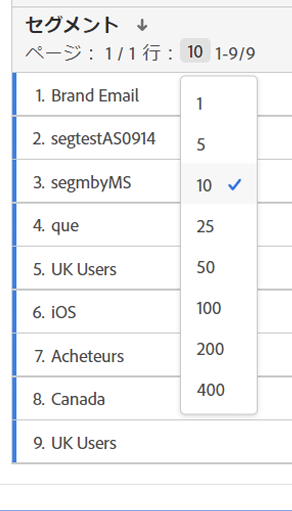 セグメント ↓
ページ： 1 / 1 行： 10 1-9/9
1. Brand Email
2. segtestAS0914
3. segmbyMS
4. que
5. UK Users
6. iOS
7. Acheteurs
8. Canada
9. UK Users
1
5
10
25
50
100
200
400